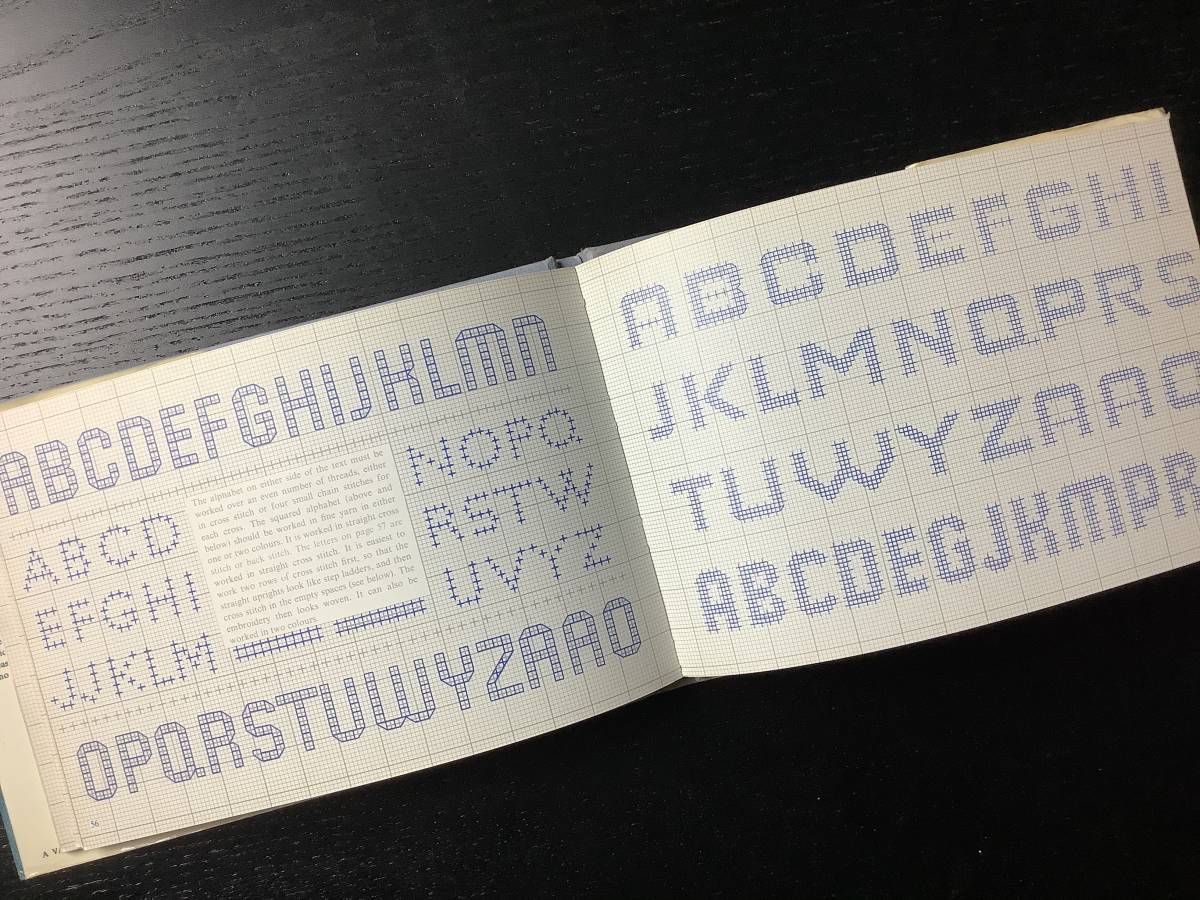 ABCDEFGHIJKLMN
ABCD
EFGHI
JJKLM
The alphabet on either side of the text must be
worked over an even number of threads, either
in cross stitch or four small chain stitches for
each cross. The squared alphabet (above and
below) should be worked in fine yarn in either
one or two colours. It is worked in straight cross
stitch or back stitch. The letters on page 57 are
worked in straight cross stitch. It is easiest to
work two rows of cross stitch first, so that the
straight uprights look like step ladders, and then
cross stitch in the empty spaces (see below). The
embroidery then looks woven. It can also be
worked in two colours.
NOPQ
RSTW
UVYZ
OPQRSTUWYZAAO
56
A VA
ABCDEFGHI
JKLMNOPRS
TUWYZAAO
ABCDEGJKMPR